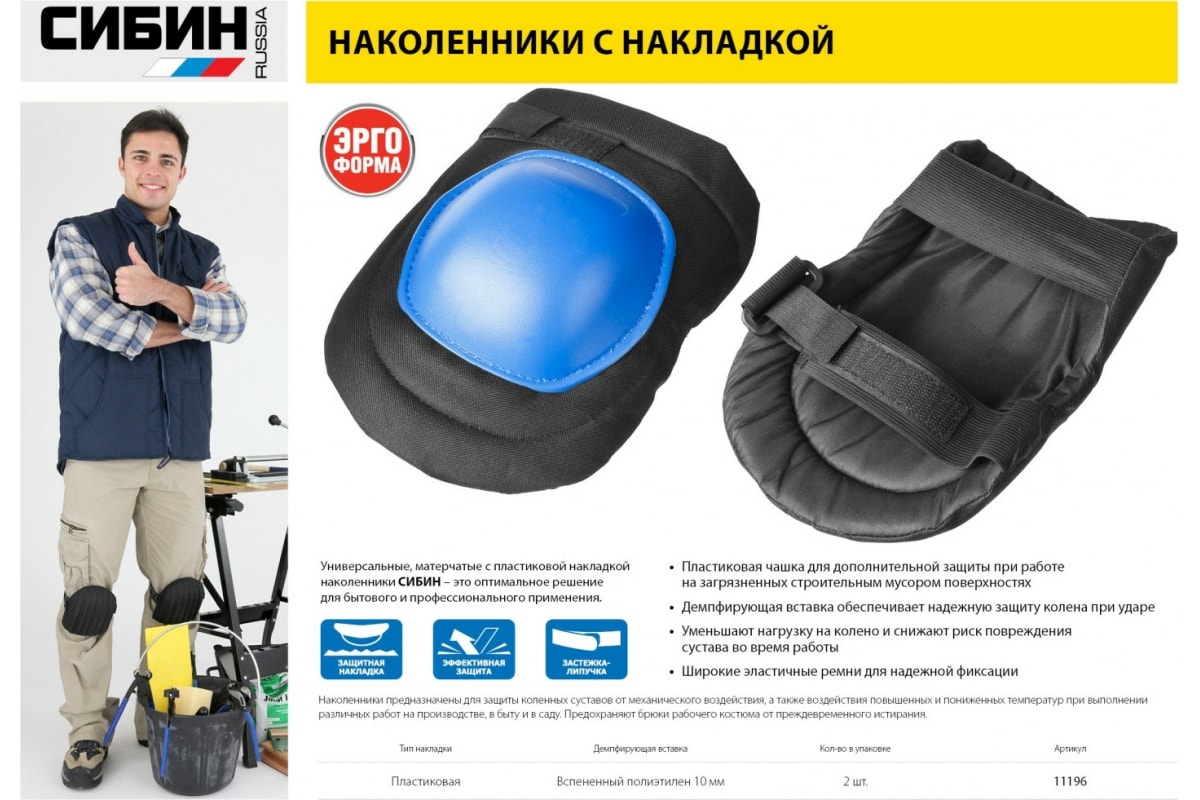 СИБИН
RUSSIA
НАКОЛЕННИКИ С НАКЛАДКОЙ
ЭРГО
ФОРМА
Универсальные, матерчатые с пластиковой накладкой
наколенники СИБИН – это оптимальное решение
для бытового и профессионального применения.
ЗАЩИТНАЯ
НАКЛАДКА
ЭФФЕКТИВНАЯ
ЗАЩИТА
ЗАСТЕЖКА-
ЛИПУЧКА
• Пластиковая чашка для дополнительной защиты при работе
на загрязненных строительным мусором поверхностях
• Демпфирующая вставка обеспечивает надежную защиту колена при ударе
• Уменьшают нагрузку на колено и снижают риск повреждения
сустава во время работы
• Широкие эластичные ремни для надежной фиксации
Наколенники предназначены для защиты коленных суставов от механического воздействия, а также воздействия повышенных и пониженных температур при выполнении
различных работ на производстве, в быту и в саду. Предохраняют брюки рабочего костюма от преждевременного истирания.
Тип накладки Демпфирующая вставка Кол-во в упаковке Артикул
Пластиковая Вспененный полиэтилен 10 мм 2 шт. 11196